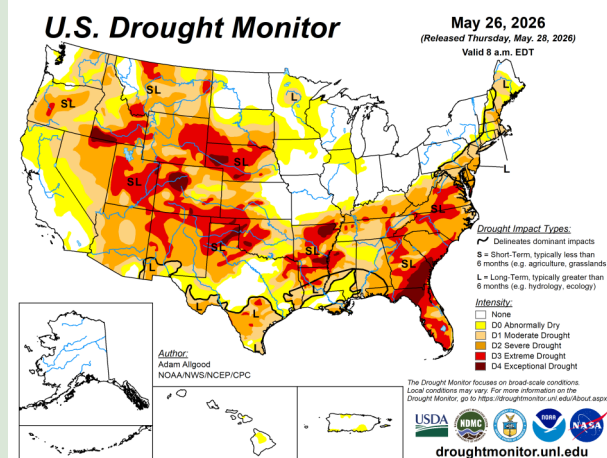 U.S. Drought Monitor
May 26, 2026
(Released Thursday, May. 28, 2026)
Valid 8 a.m. EDT
SL
SL
L
L
L
SL
SL
SL
SL
SL
SL
L
L
L
L
Drought Impact Types:
Delineates dominant impacts
S = Short-Term, typically less than
6 months (e.g. agriculture, grasslands
L = Long-Term, typically greater than
6 months (e.g. hydrology, ecology)
Intensity:
None
D0 Abnormally Dry
D1 Moderate Drought
D2 Severe Drought
D3 Extreme Drought
D4 Exceptional Drought
Author:
Adam Allgood
NOAA/NWS/NCEP/CPC
The Drought Monitor focuses on broad-scale conditions.
Local conditions may vary. For more information on the
Drought Monitor, go to https://droughtmonitor.unl.edu/About.aspx
USDA
NDMC
NOAA
NASA
droughtmonitor.unl.edu